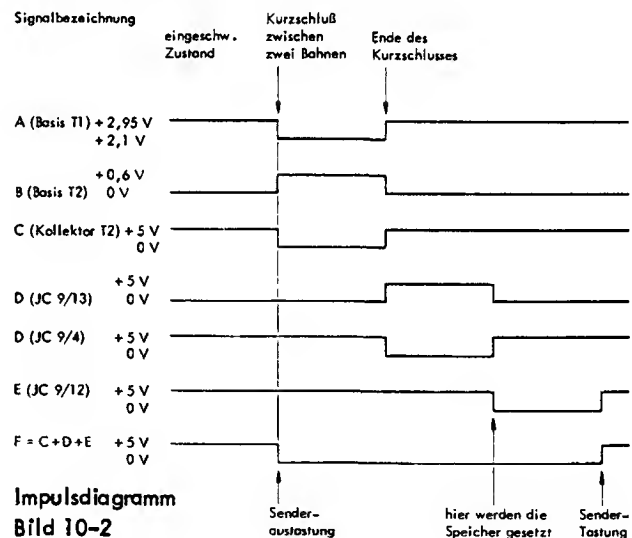 Signalbezeichnung
eingeschw.
Zustand
Kurzschluß
zwischen
zwei Bahnen
Ende des
Kurzschlusses
A (Basis T1) + 2,95 V
+ 2,1 V
+0,6 V
B (Basis T2) 0 V
C (Kollektor T2) + 5 V
0 V
+ 5 V
D (JC 9/13) 0 V
D (JC 9/4) + 5 V
0 V
E (JC 9/12) + 5 V
0 V
F = C+D+E + 5 V
0 V
Impulsdiagramm
Bild 10-2
Sender-
austastung
hier werden die
Speicher gesetzt
Sender-
Tastung